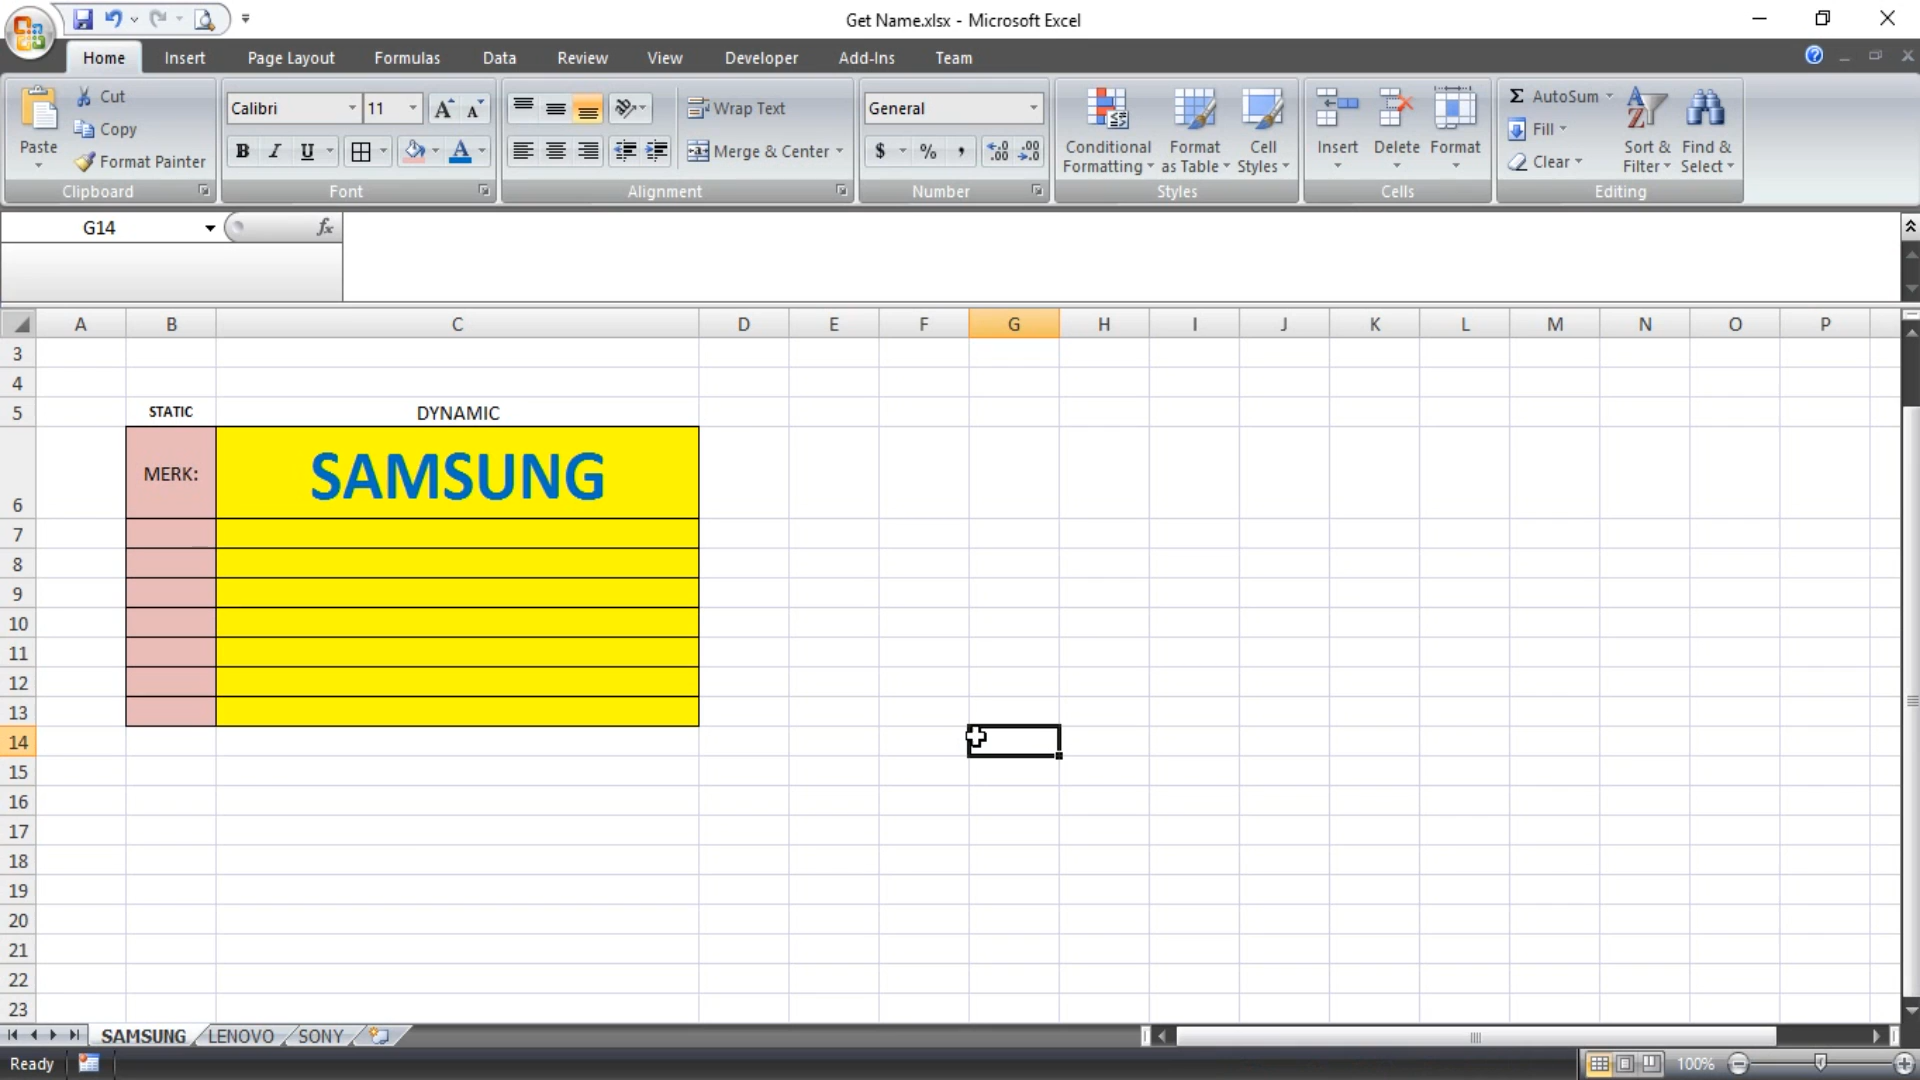 Get Name.xlsx - Microsoft Excel
Home Insert Page Layout Formulas Data Review View Developer Add-Ins Team
Paste
Cut
Copy
Format Painter
Clipboard
Calibri 11
B I U
Font
Wrap Text
Merge & Center
Alignment
General
$ % ,
Number
Conditional Formatting
Format as Table
Cell Styles
Styles
Insert Delete Format
Cells
Σ AutoSum
Fill
Clear
Sort & Filter
Find & Select
Editing
G14 fx
A B C D E F G H I J K L M N O P
3
4
5 STATIC DYNAMIC
6 MERK: SAMSUNG
7
8
9
10
11
12
13
14
15
16
17
18
19
20
21
22
23
SAMSUNG LENOVO SONY
Ready 100%